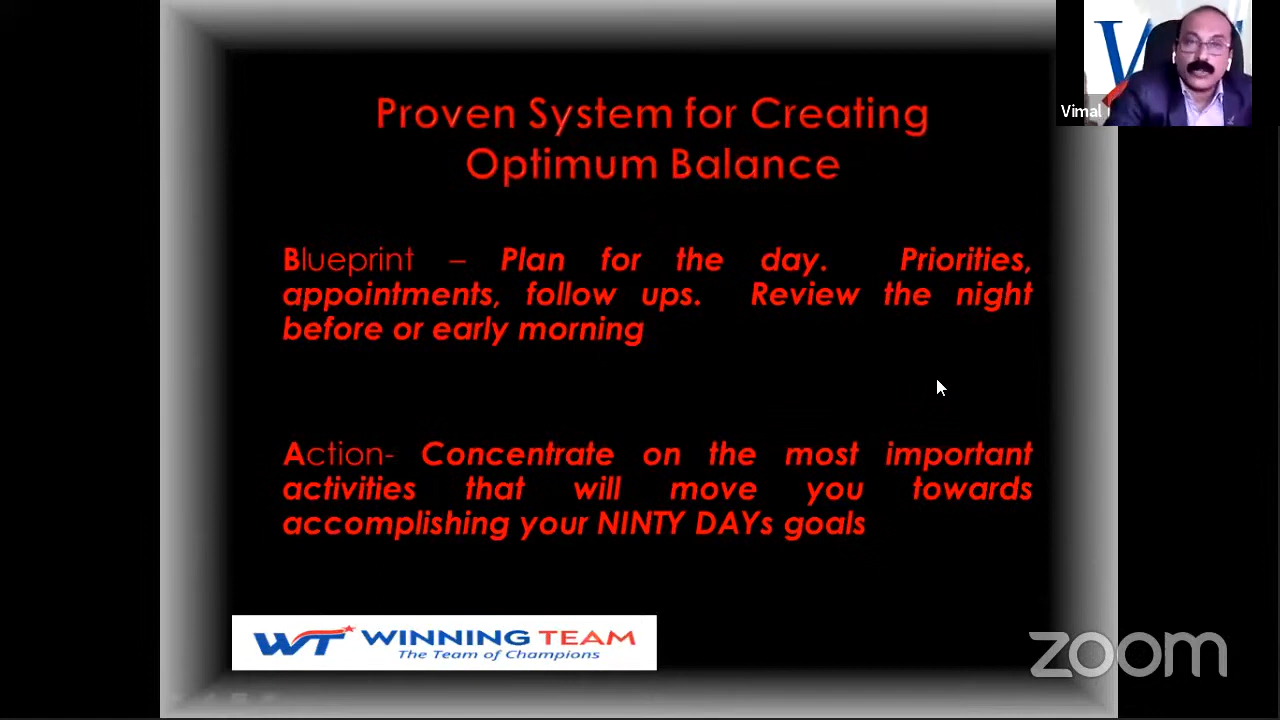 Proven System for Creating
Optimum Balance
Blueprint – Plan for the day. Priorities,
appointments, follow ups. Review the night
before or early morning
Action- Concentrate on the most important
activities that will move you towards
accomplishing your NINTY DAYs goals
WT WINNING TEAM
The Team of Champions
Vimal
zoom